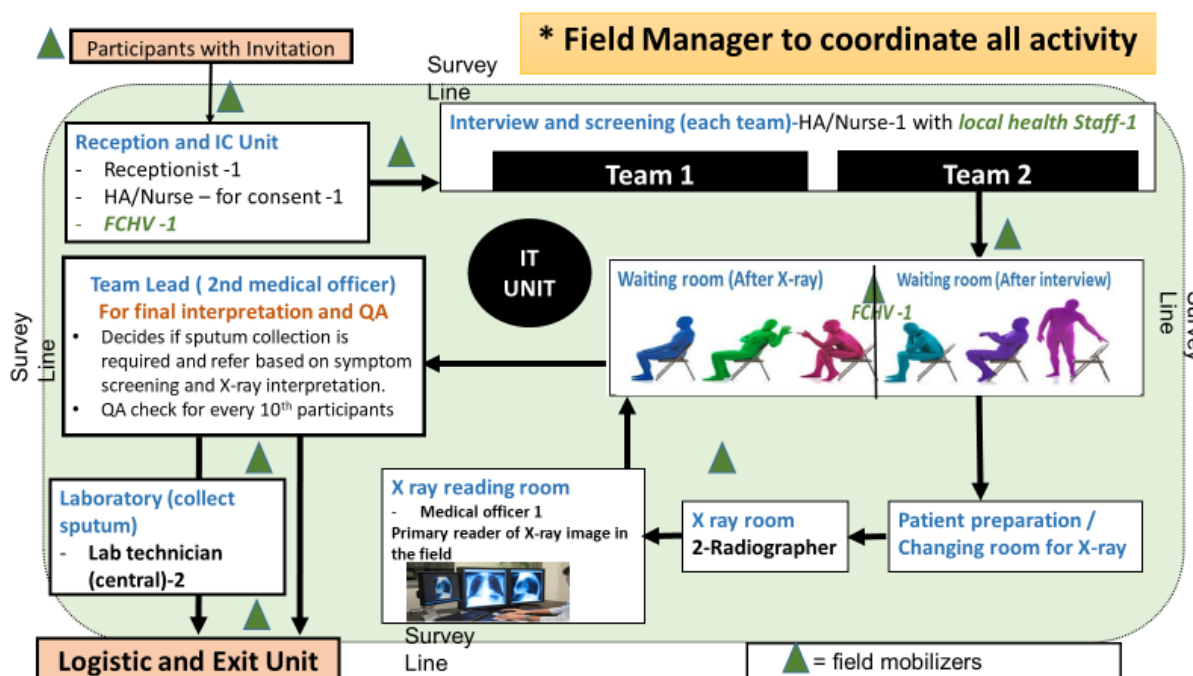 Participants with Invitation
* Field Manager to coordinate all activity
Survey
Line
Reception and IC Unit
- Receptionist -1
- HA/Nurse – for consent -1
- FCHV -1
Interview and screening (each team)-HA/Nurse-1 with local health Staff-1
Team 1
Team 2
IT
UNIT
Team Lead ( 2nd medical officer)
For final interpretation and QA
• Decides if sputum collection is
required and refer based on symptom
screening and X-ray interpretation.
• QA check for every 10th participants
Waiting room (After X-ray)
FCHV -1
Waiting room (After interview)
Survey
Line
Survey
Line
Laboratory (collect
sputum)
- Lab technician
(central)-2
X ray reading room
- Medical officer 1
Primary reader of X-ray image in
the field
X ray room
2-Radiographer
Patient preparation /
Changing room for X-ray
Survey
Line
Logistic and Exit Unit
= field mobilizers